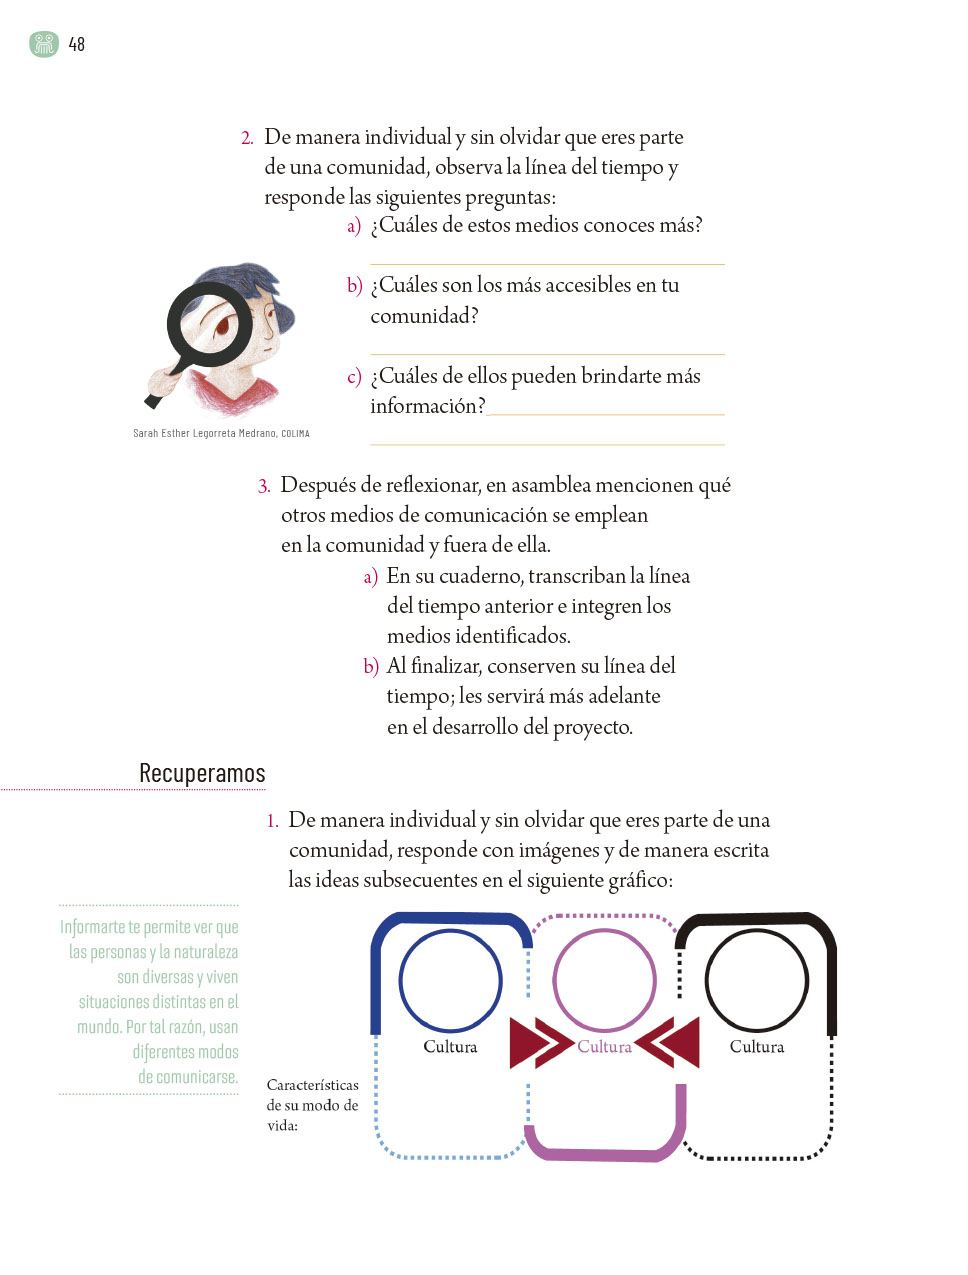 48
2. De manera individual y sin olvidar que eres parte
de una comunidad, observa la línea del tiempo y
responde las siguientes preguntas:
a) ¿Cuáles de estos medios conoces más?
b) ¿Cuáles son los más accesibles en tu
comunidad?
c) ¿Cuáles de ellos pueden brindarte más
información?
Sarah Esther Legorreta Medrano, COLIMA
3. Después de reflexionar, en asamblea mencionen qué
otros medios de comunicación se emplean
en la comunidad y fuera de ella.
a) En su cuaderno, transcriban la línea
del tiempo anterior e integren los
medios identificados.
b) Al finalizar, conserven su línea del
tiempo; les servirá más adelante
en el desarrollo del proyecto.
Recuperamos
1. De manera individual y sin olvidar que eres parte de una
comunidad, responde con imágenes y de manera escrita
las ideas subsecuentes en el siguiente gráfico:
Informarte te permite ver que
las personas y la naturaleza
son diversas y viven
situaciones distintas en el
mundo. Por tal razón, usan
diferentes modos
de comunicarse.
Cultura
Cultura
Cultura
Características
de su modo de
vida: